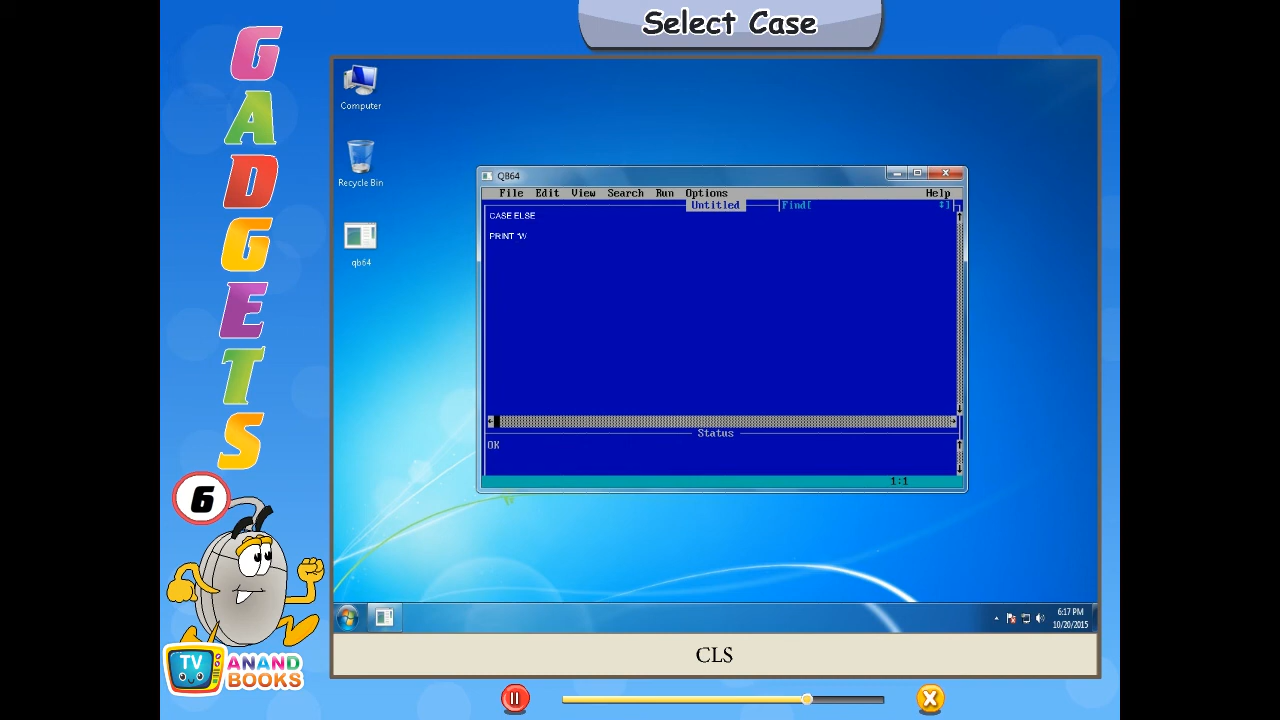 Select Case
GADGETS
6
TV
ANAND
BOOKS
Computer
Recycle Bin
qb64
QB64
File Edit View Search Run Options Help
Untitled
Find[ ]
CASE ELSE
PRINT "W
Status
OK
1:1
6:17 PM
10/20/2015
CLS